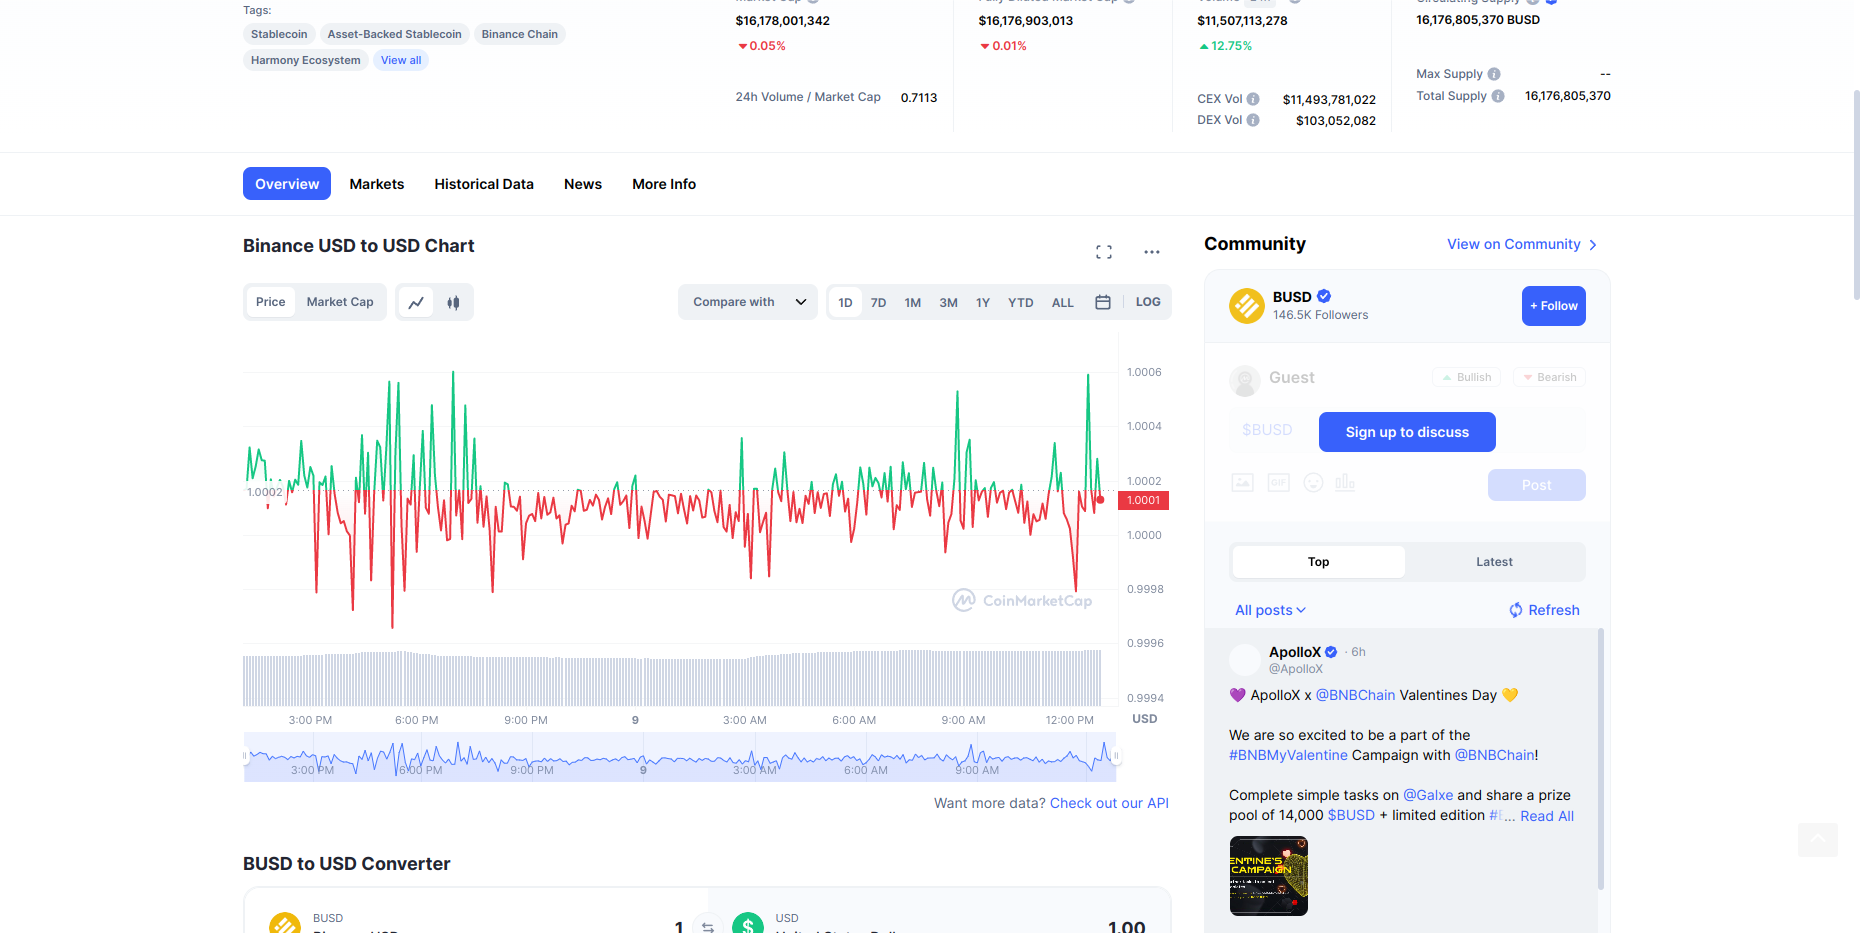 Tags:
Stablecoin Asset-Backed Stablecoin Binance Chain
Harmony Ecosystem View all
$16,178,001,342
0.05%
24h Volume / Market Cap 0.7113
$16,176,903,013
0.01%
$11,507,113,278
12.75%
CEX Vol $11,493,781,022
DEX Vol $103,052,082
Circulating Supply
16,176,805,370 BUSD
Max Supply --
Total Supply 16,176,805,370
Overview Markets Historical Data News More Info
Binance USD to USD Chart
Price Market Cap
Compare with 1D 7D 1M 3M 1Y YTD ALL LOG
1.0006
1.0004
1.0002
1.0002
1.0001
1.0000
0.9998
0.9996
0.9994
CoinMarketCap
3:00 PM 6:00 PM 9:00 PM 9 3:00 AM 6:00 AM 9:00 AM 12:00 PM USD
3:00 PM 6:00 PM 9:00 PM 9 3:00 AM 6:00 AM 9:00 AM
Want more data? Check out our API
BUSD to USD Converter
BUSD
1
USD
1.00
Community View on Community
BUSD
146.5K Followers
+ Follow
Guest Bullish Bearish
$BUSD Sign up to discuss
GIF Post
Top Latest
All posts Refresh
ApolloX · 6h
@ApolloX
💜 ApolloX x @BNBChain Valentines Day 💛
We are so excited to be a part of the
#BNBMyValentine Campaign with @BNBChain!
Complete simple tasks on @Galxe and share a prize
pool of 14,000 $BUSD + limited edition #... Read All
ENTINE'S
CAMPAIGN